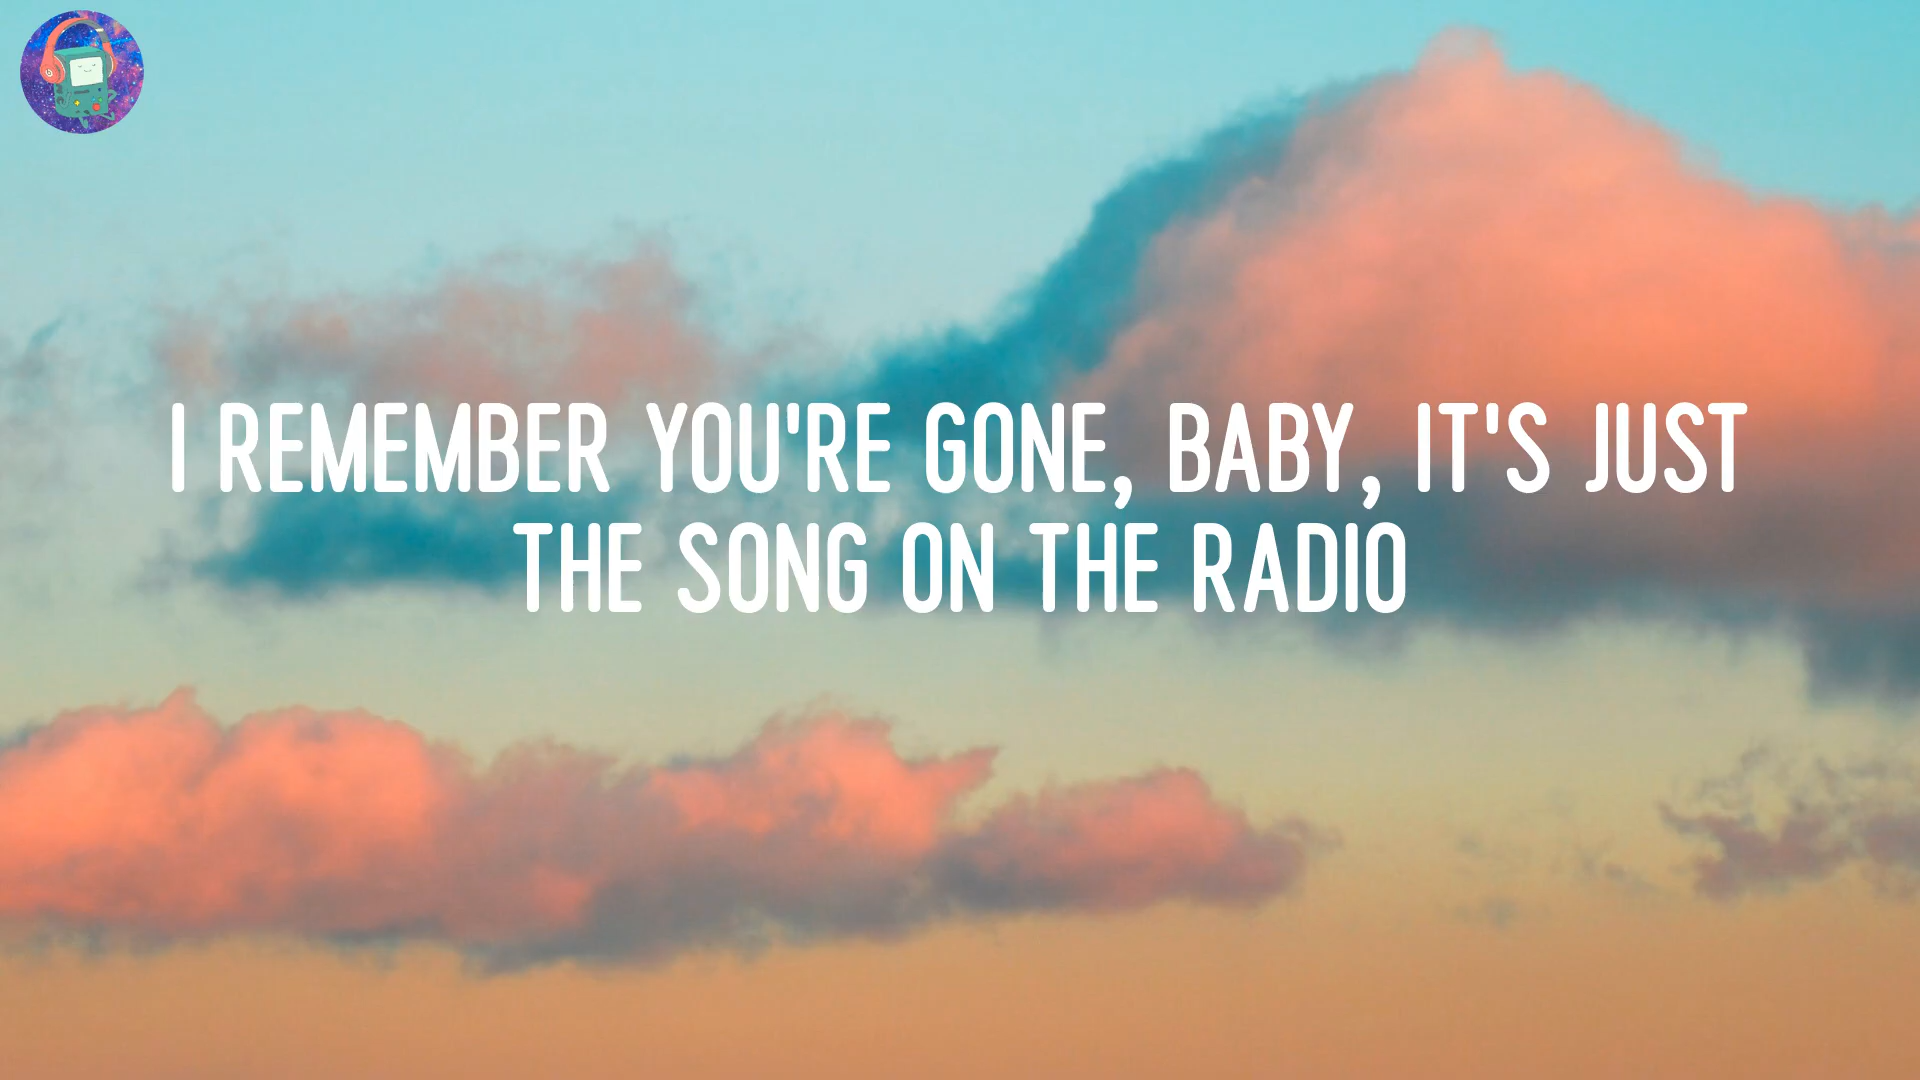 I REMEMBER YOU'RE GONE, BABY, IT'S JUST
THE SONG ON THE RADIO